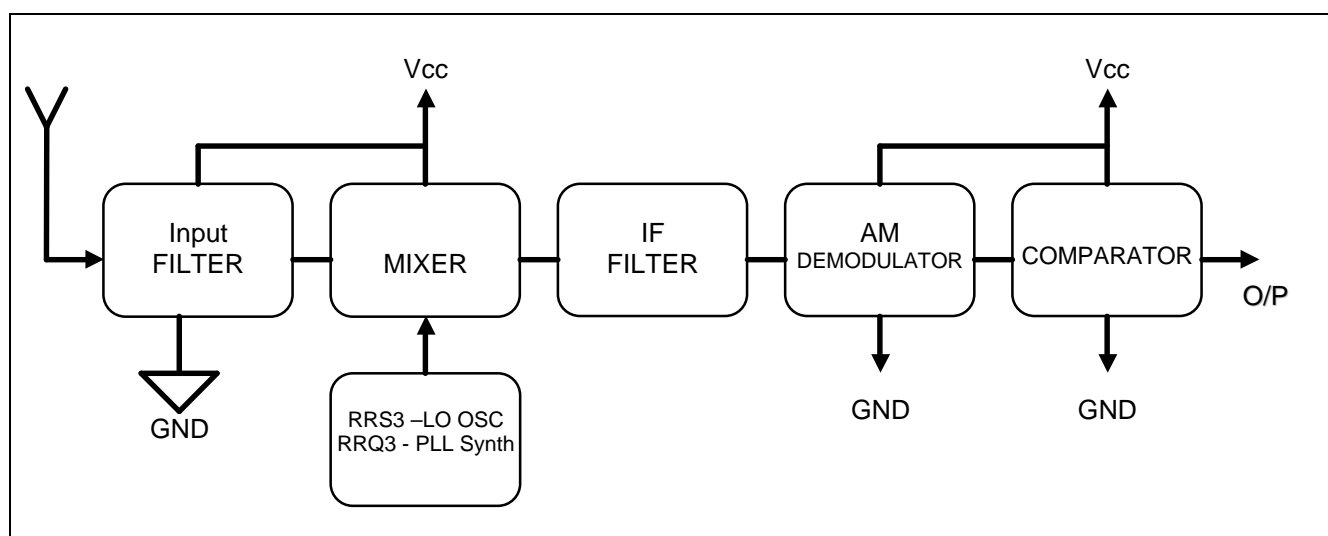 Vcc
Vcc
Input
FILTER
MIXER
IF
FILTER
AM
DEMODULATOR
COMPARATOR
O/P
GND
RRS3 –LO OSC
RRQ3 - PLL Synth
GND
GND